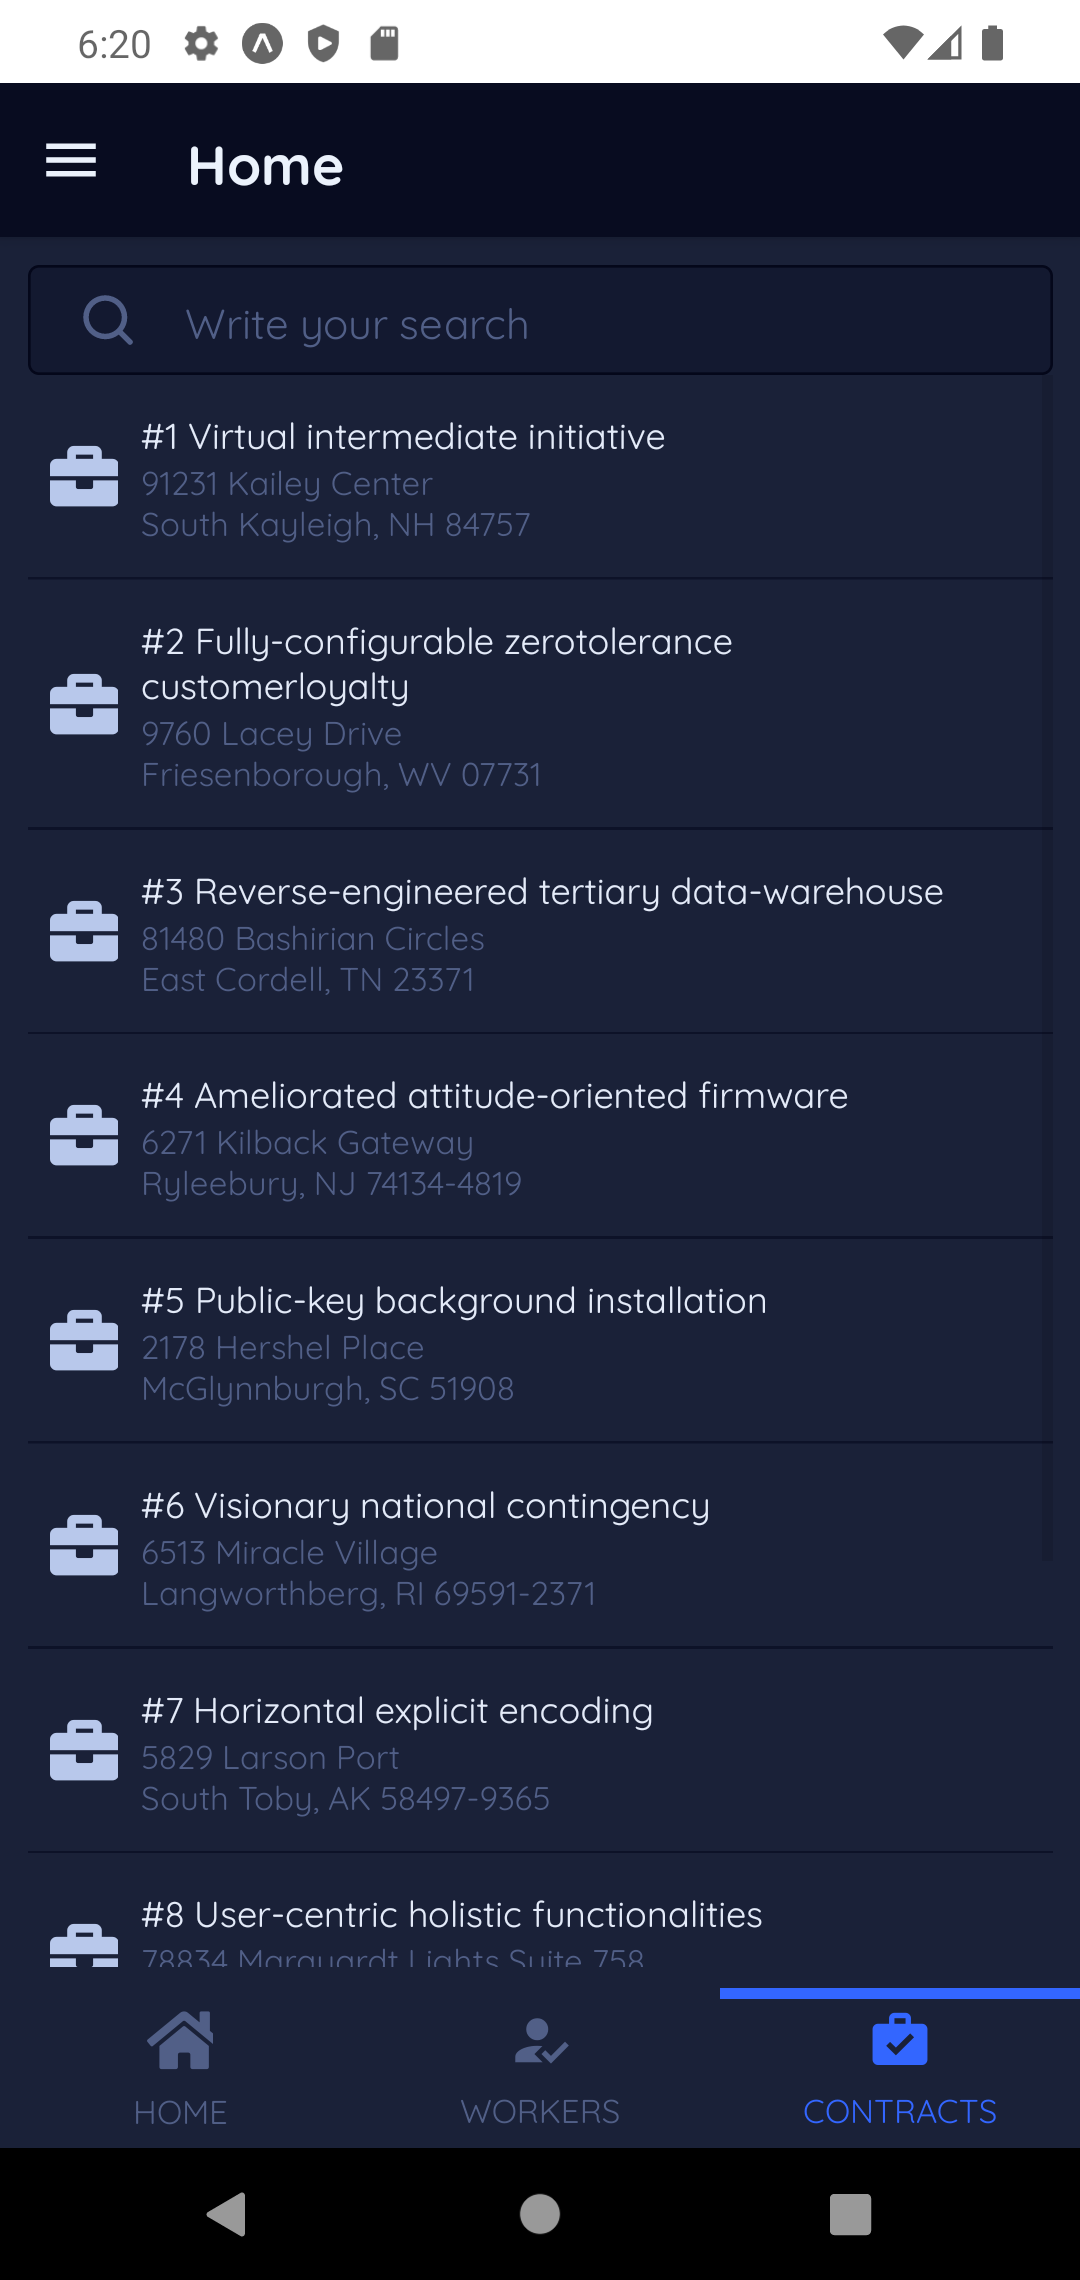 6:20
Home
Write your search
#1 Virtual intermediate initiative
91231 Kailey Center
South Kayleigh, NH 84757
#2 Fully-configurable zerotolerance
customerloyalty
9760 Lacey Drive
Friesenborough, WV 07731
#3 Reverse-engineered tertiary data-warehouse
81480 Bashirian Circles
East Cordell, TN 23371
#4 Ameliorated attitude-oriented firmware
6271 Kilback Gateway
Ryleebury, NJ 74134-4819
#5 Public-key background installation
2178 Hershel Place
McGlynnburgh, SC 51908
#6 Visionary national contingency
6513 Miracle Village
Langworthberg, RI 69591-2371
#7 Horizontal explicit encoding
5829 Larson Port
South Toby, AK 58497-9365
#8 User-centric holistic functionalities
78834 Marquardt Lights Suite 758
HOME
WORKERS
CONTRACTS